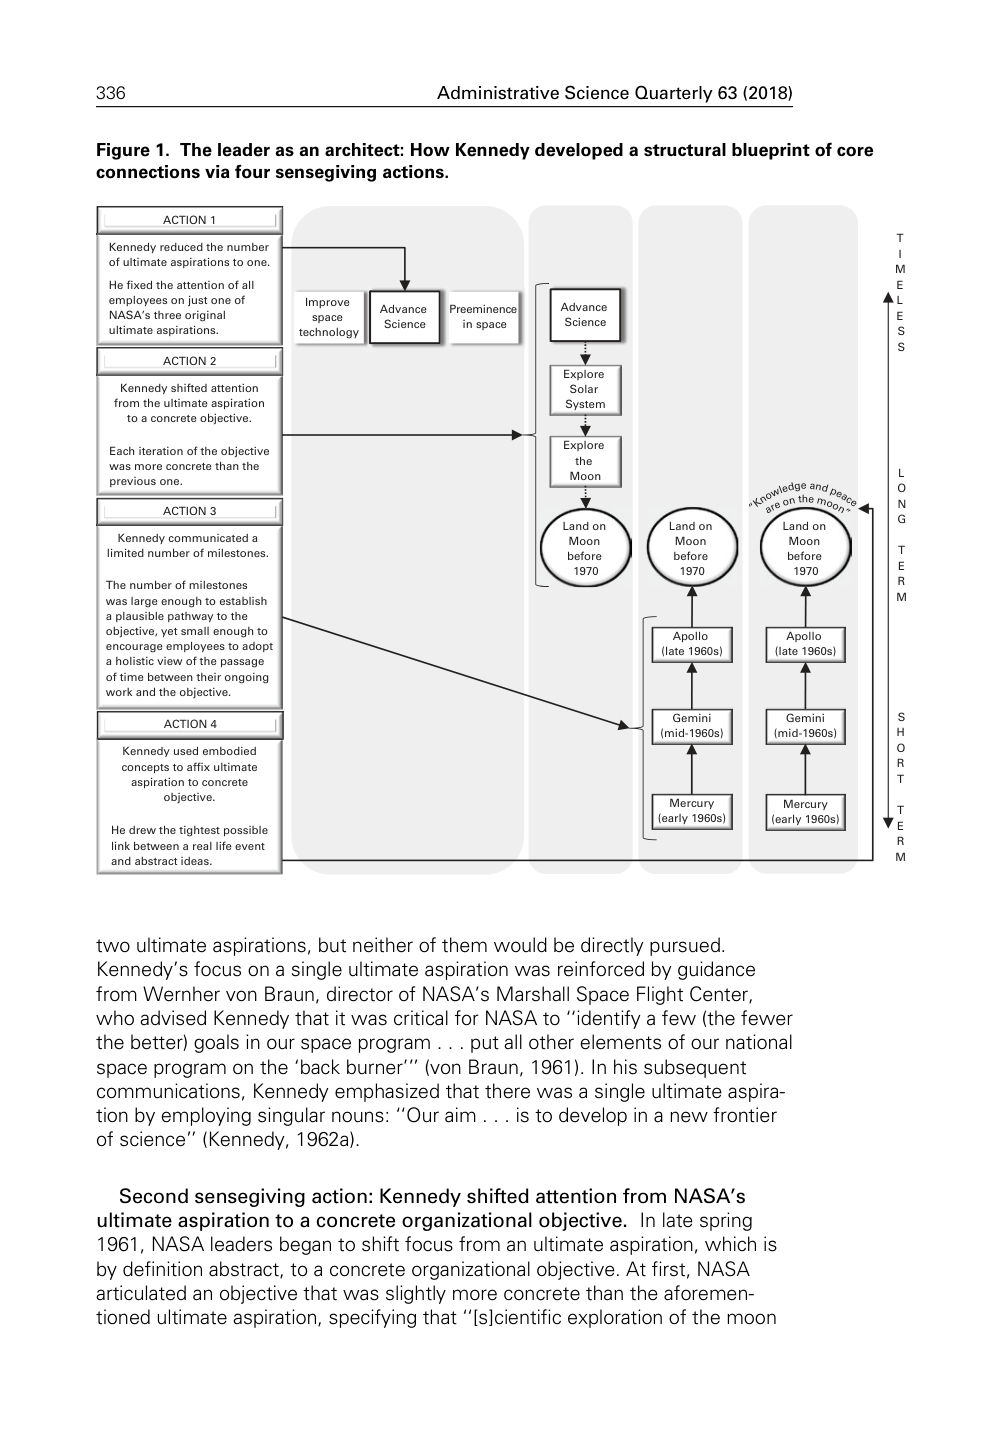 336
Administrative Science Quarterly 63 (2018)
Figure 1. The leader as an architect: How Kennedy developed a structural blueprint of core
connections via four sensegiving actions.
ACTION 1
Kennedy reduced the number
of ultimate aspirations to one.
He fixed the attention of all
employees on just one of
NASA's three original
ultimate aspirations.
ACTION 2
Kennedy shifted attention
from the ultimate aspiration
to a concrete objective.
Each iteration of the objective
was more concrete than the
previous one.
ACTION 3
Kennedy communicated a
limited number of milestones.
The number of milestones
was large enough to establish
a plausible pathway to the
objective, yet small enough to
encourage employees to adopt
a holistic view of the passage
of time between their ongoing
work and the objective.
ACTION 4
Kennedy used embodied
concepts to affix ultimate
aspiration to concrete
objective.
He drew the tightest possible
link between a real life event
and abstract ideas.
Improve
space
technology
Advance
Science
Preeminence
in space
Advance
Science
Explore
Solar
System
Explore
the
Moon
Land on
Moon
before
1970
Land on
Moon
before
1970
Apollo
(late 1960s)
Gemini
(mid-1960s)
Mercury
(early 1960s)
"Knowledge and peace
are on the moon"
Land on
Moon
before
1970
Apollo
(late 1960s)
Gemini
(mid-1960s)
Mercury
(early 1960s)
TIMELESS
LONG TERM
SHORT TERM
two ultimate aspirations, but neither of them would be directly pursued.
Kennedy's focus on a single ultimate aspiration was reinforced by guidance
from Wernher von Braun, director of NASA's Marshall Space Flight Center,
who advised Kennedy that it was critical for NASA to ''identify a few (the fewer
the better) goals in our space program . . . put all other elements of our national
space program on the 'back burner''' (von Braun, 1961). In his subsequent
communications, Kennedy emphasized that there was a single ultimate aspira-
tion by employing singular nouns: ''Our aim . . . is to develop in a new frontier
of science'' (Kennedy, 1962a).
Second sensegiving action: Kennedy shifted attention from NASA's
ultimate aspiration to a concrete organizational objective. In late spring
1961, NASA leaders began to shift focus from an ultimate aspiration, which is
by definition abstract, to a concrete organizational objective. At first, NASA
articulated an objective that was slightly more concrete than the aforemen-
tioned ultimate aspiration, specifying that ''[s]cientific exploration of the moon